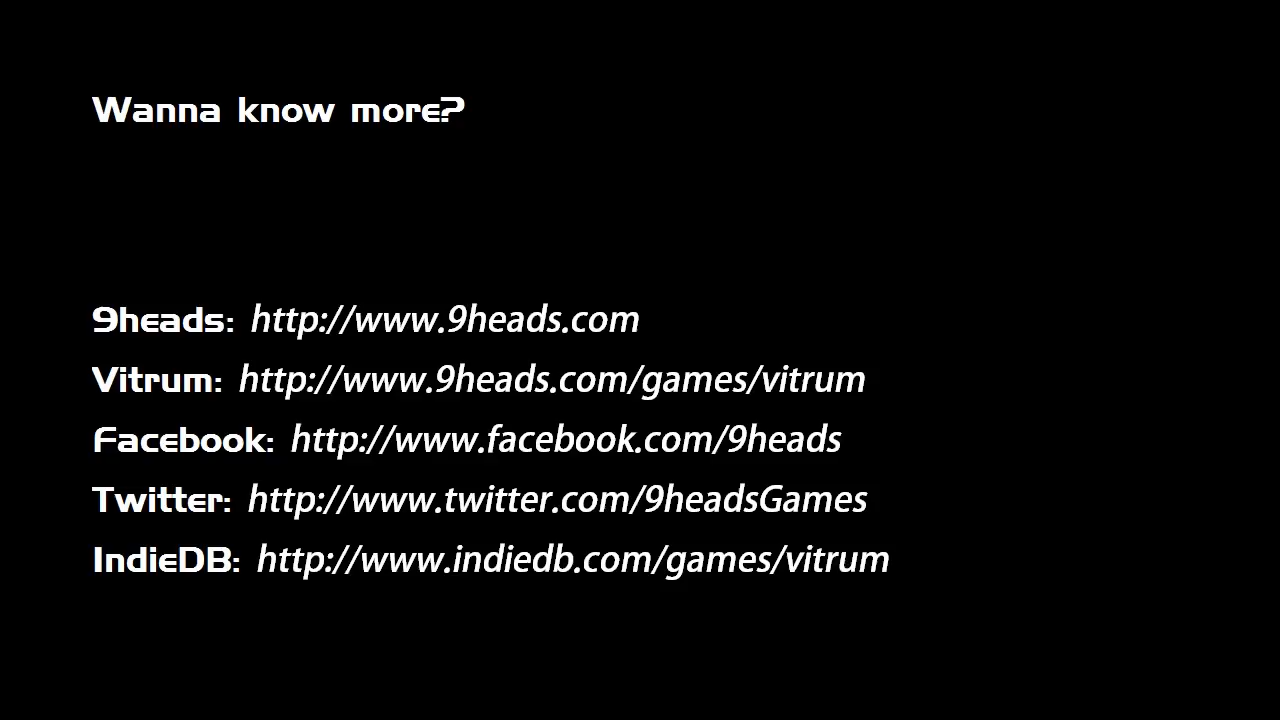 Wanna know more?
9heads: http://www.9heads.com
Vitrum: http://www.9heads.com/games/vitrum
Facebook: http://www.facebook.com/9heads
Twitter: http://www.twitter.com/9headsGames
IndieDB: http://www.indiedb.com/games/vitrum